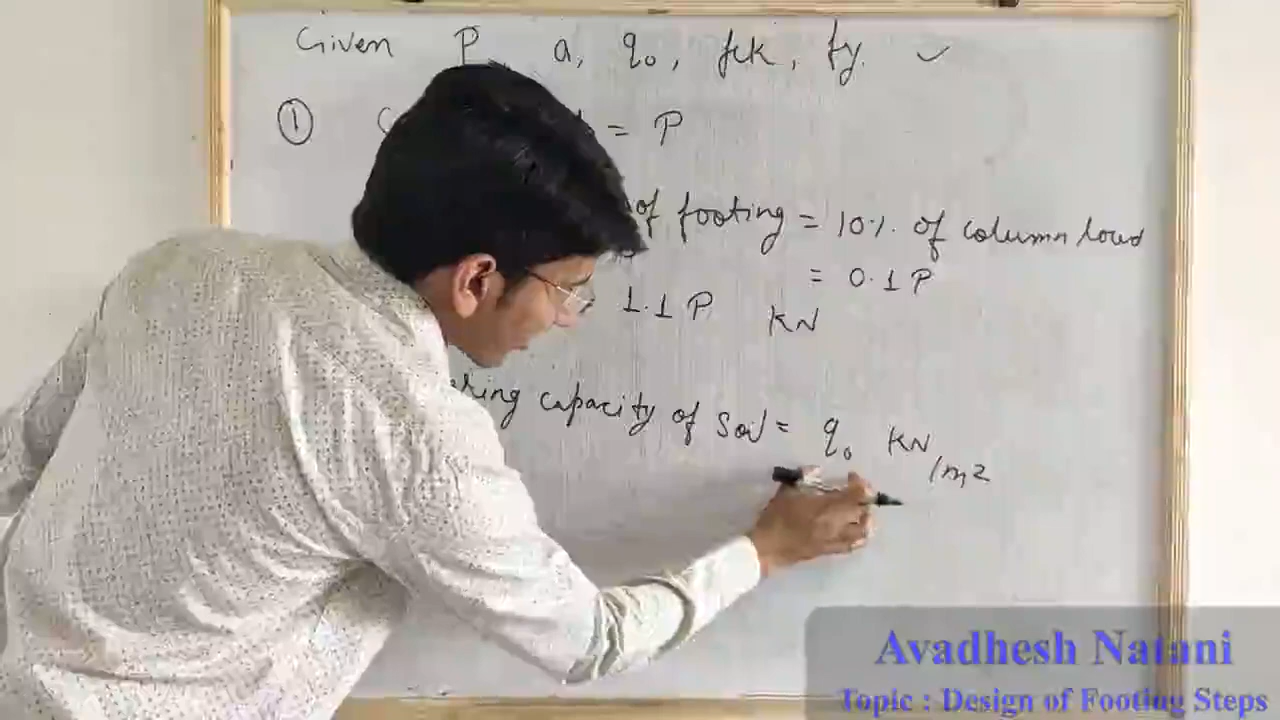 Given P, a, q₀, fck, fy. ✓
① = P
of footing = 10% of column load
= 0.1 P
1.1 P KN
capacity of soil = q₀ KN/m2
Avadhesh Natani
Topic : Design of Footing Steps